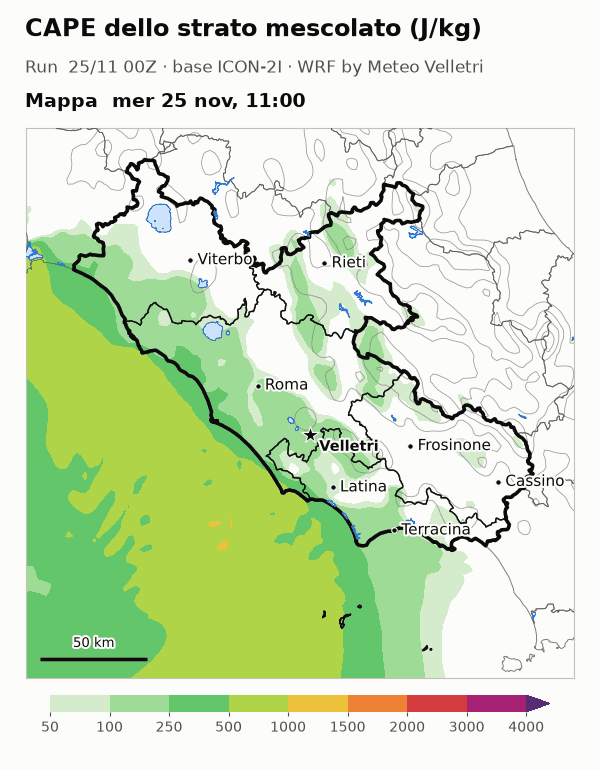 CAPE dello strato mescolato (J/kg)
Run  25/11 00Z · base ICON-2I · WRF by Meteo Velletri
Mappa  mer 25 nov, 11:00
Viterbo
Rieti
Roma
Velletri
Frosinone
Cassino
Latina
Terracina
50 km
50 100 250 500 1000 1500 2000 3000 4000